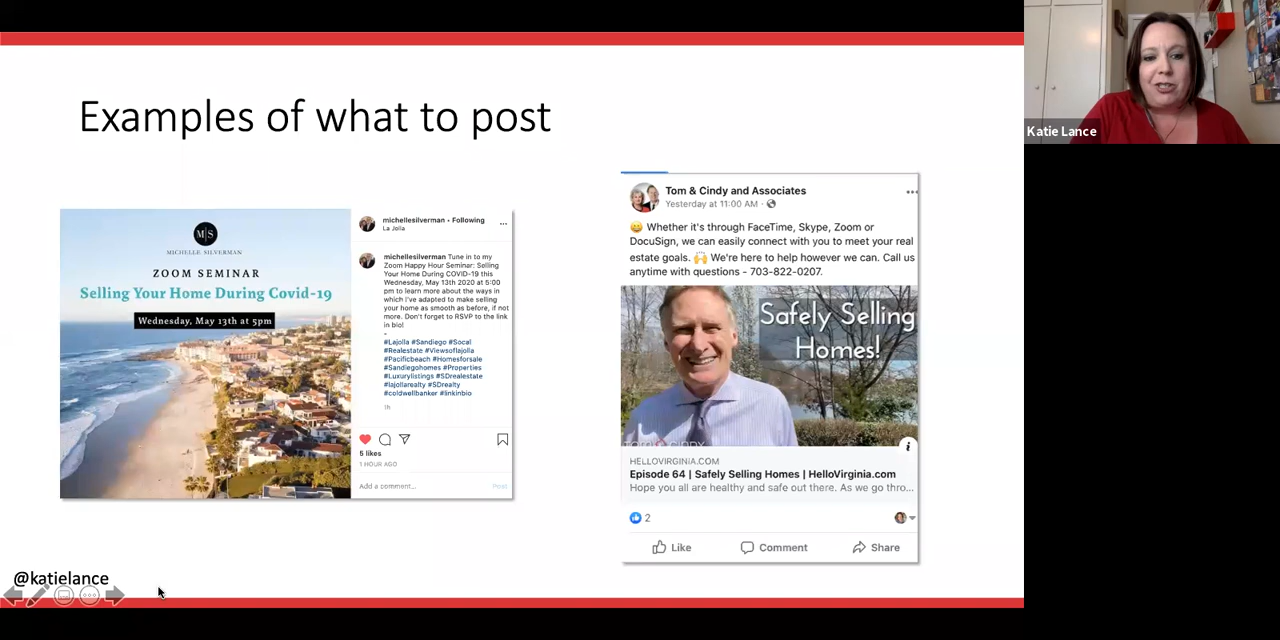 Examples of what to post
Katie Lance
M|S
MICHELLE SILVERMAN
ZOOM SEMINAR
Selling Your Home During Covid-19
Wednesday, May 13th at 5pm
michellesilverman • Following
La Jolla
michellesilverman Tune in to my
Zoom Happy Hour Seminar: Selling
Your Home During COVID-19 this
Wednesday, May 13th 2020 at 5:00
pm to learn more about the ways in
which I've adapted to make selling
your home as smooth as before, if not
more. Don't forget to RSVP to the link
in bio!
-
#Lajolla #Sandiego #Socal
#Realestate #Viewsoflajolla
#Pacificbeach #Homesforsale
#Sandiegohomes #Properties
#Luxurylistings #SDrealestate
#lajollarealty #SDrealty
#coldwellbanker #linkinbio
1h
5 likes
1 HOUR AGO
Add a comment...
Post
Tom & Cindy and Associates
Yesterday at 11:00 AM
😀 Whether it's through FaceTime, Skype, Zoom or
DocuSign, we can easily connect with you to meet your real
estate goals. 🙌 We're here to help however we can. Call us
anytime with questions - 703-822-0207.
Safely Selling
Homes!
TOM & CINDY
HELLOVIRGINIA.COM
Episode 64 | Safely Selling Homes | HelloVirginia.com
Hope you all are healthy and safe out there. As we go thro...
2
Like
Comment
Share
@katielance